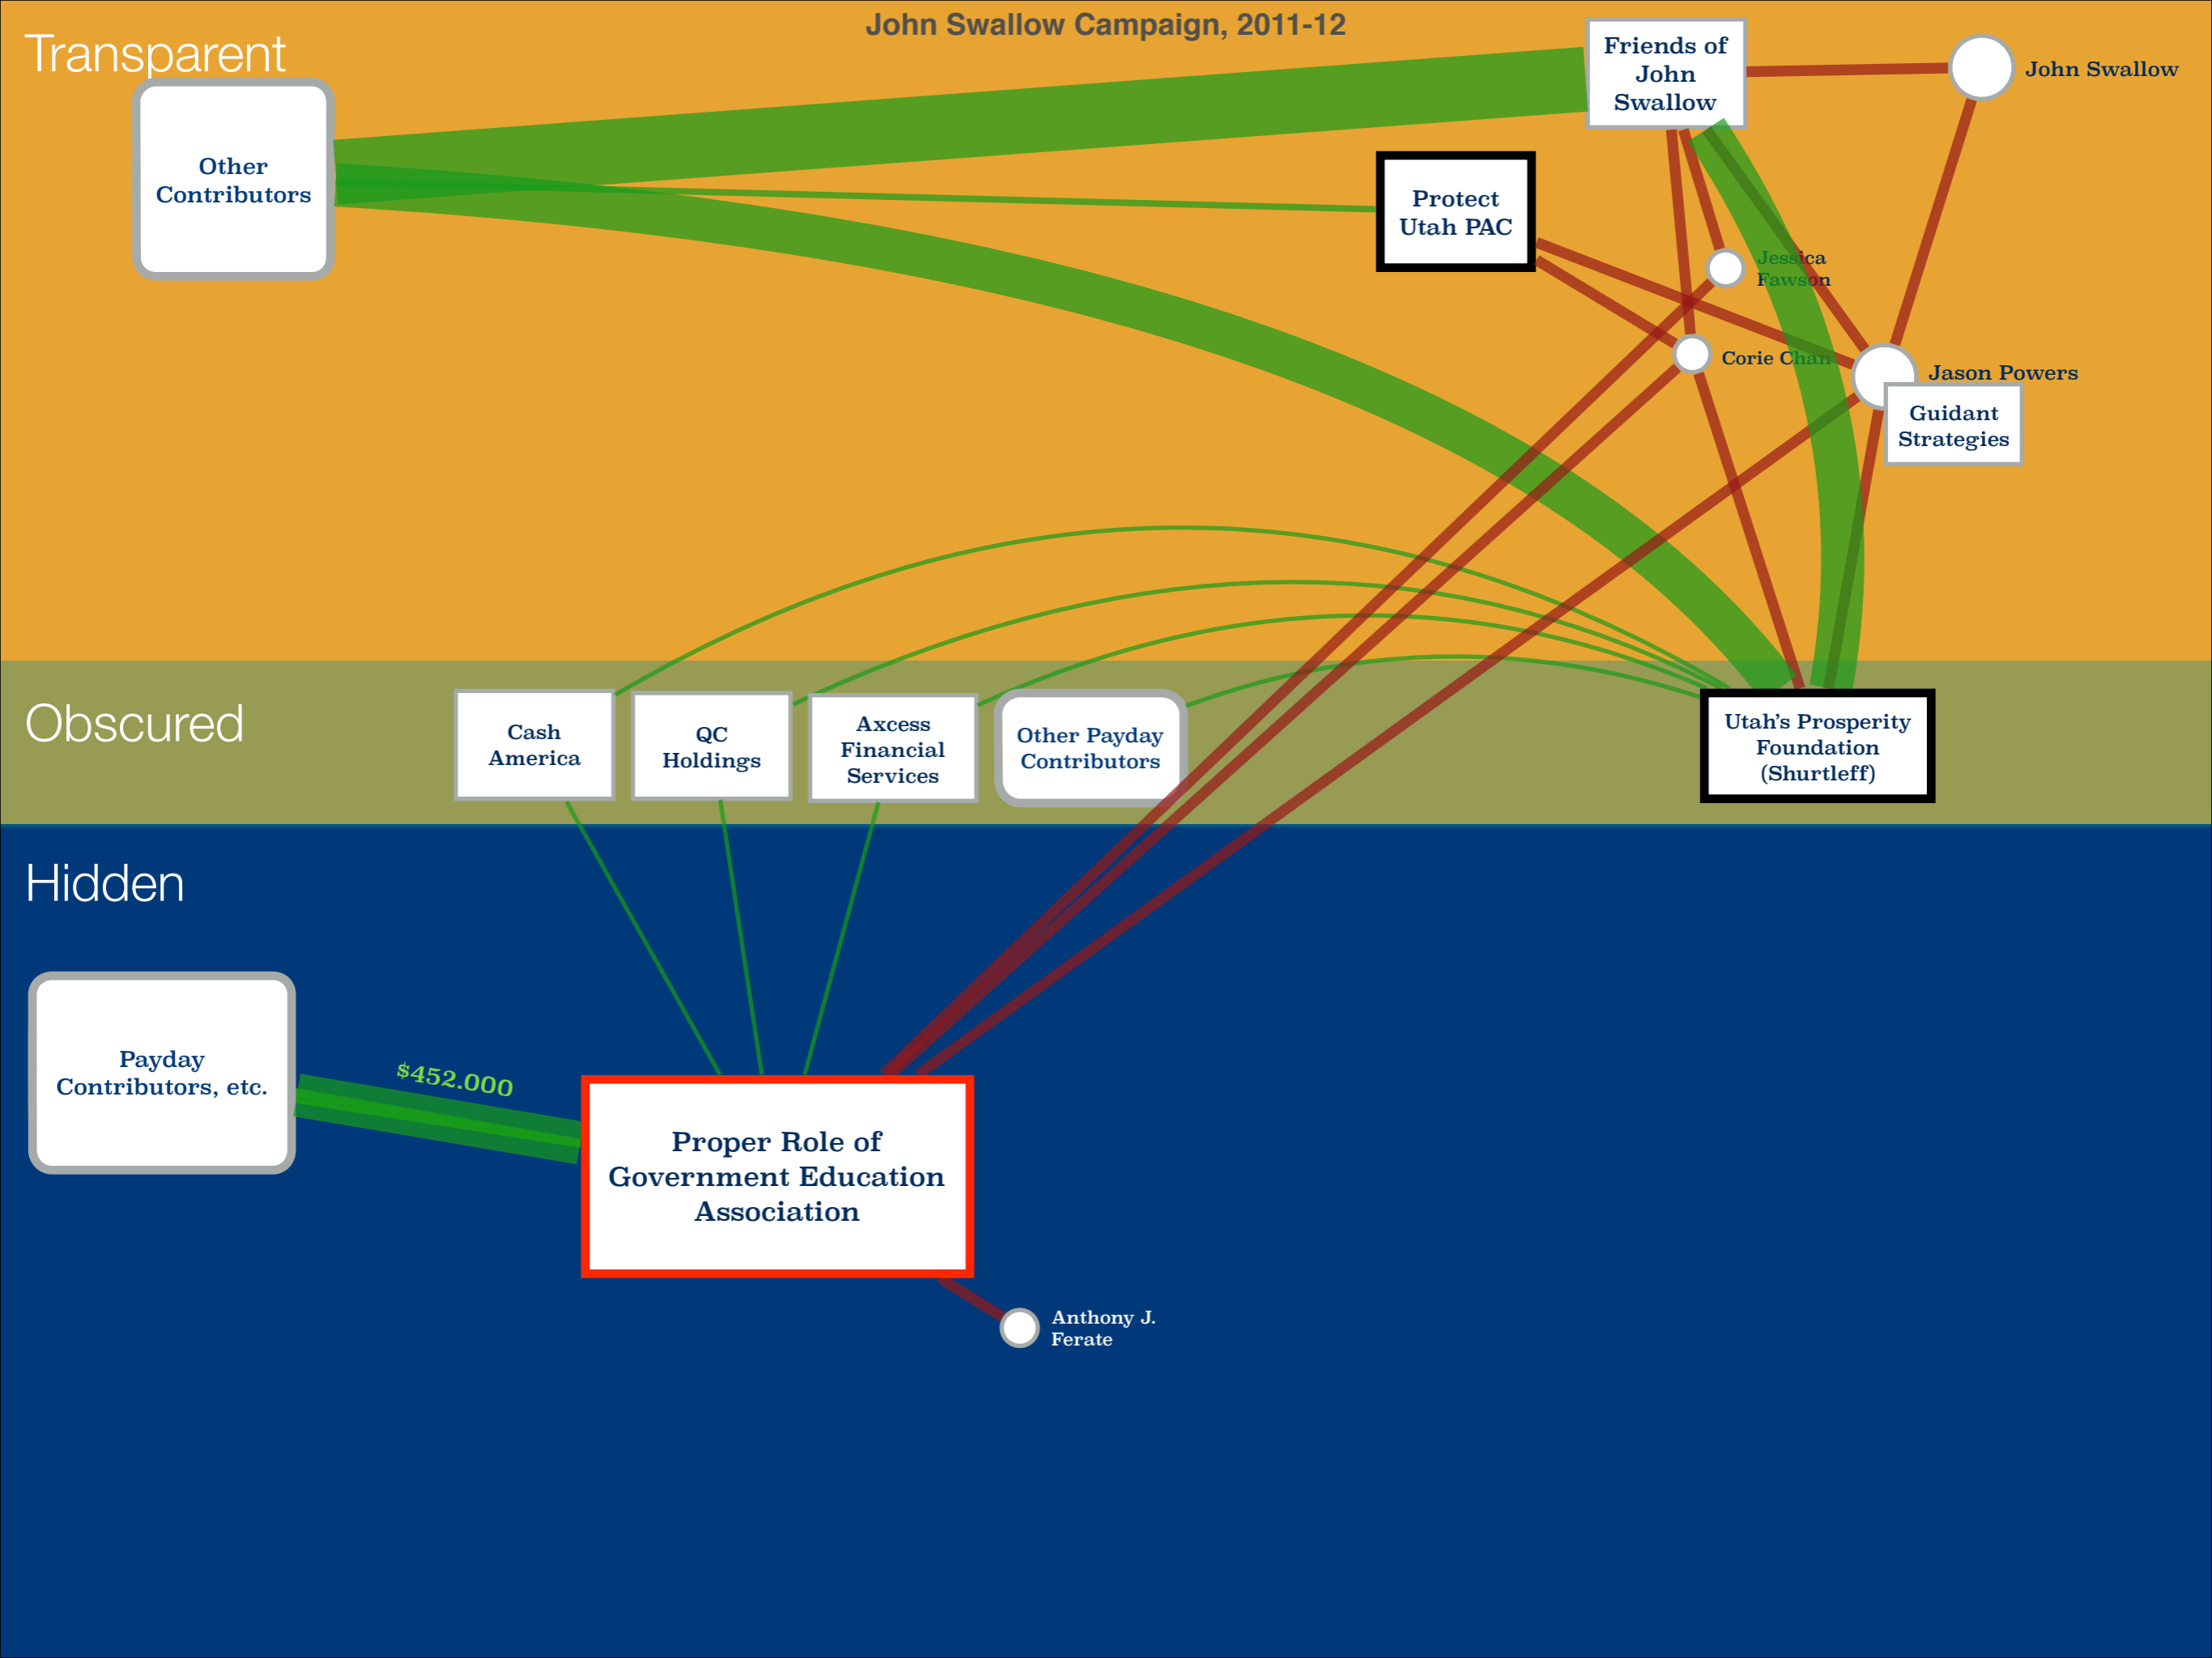 John Swallow Campaign, 2011-12
Transparent
Friends of
John
Swallow
John Swallow
Other
Contributors
Protect
Utah PAC
Jessica
Fawson
Corie Chan
Jason Powers
Guidant
Strategies
Obscured
Cash
America
QC
Holdings
Axcess
Financial
Services
Other Payday
Contributors
Utah's Prosperity
Foundation
(Shurtleff)
Hidden
Payday
Contributors, etc.
$452.000
Proper Role of
Government Education
Association
Anthony J.
Ferate